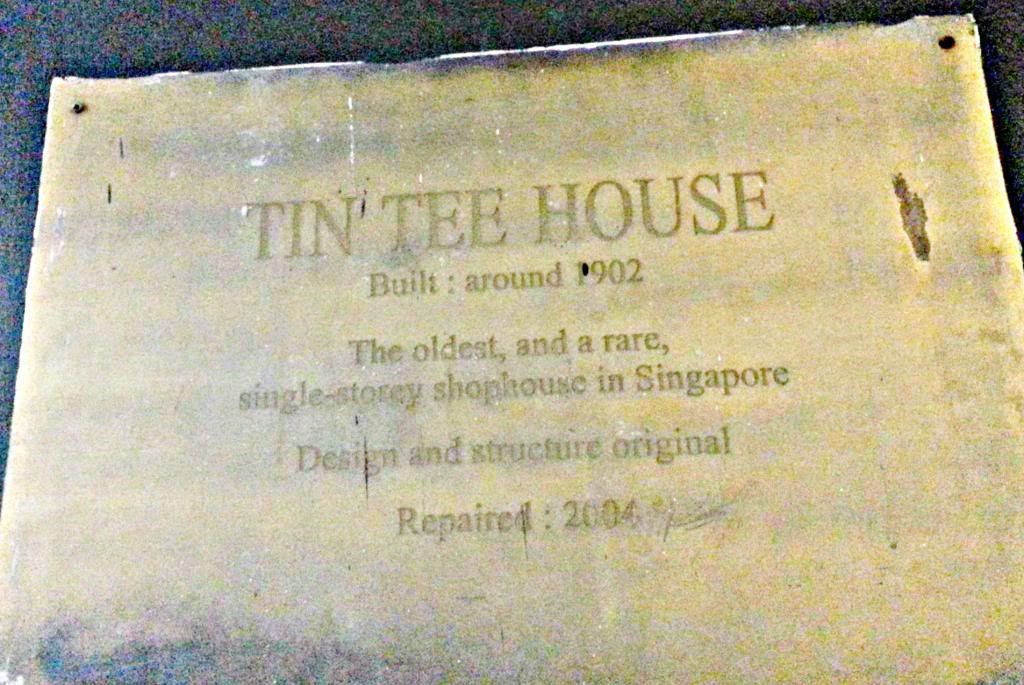 TIN TEE HOUSE
Built : around 1902
The oldest, and a rare,
single-storey shophouse in Singapore
Design and structure original
Repaired : 2004